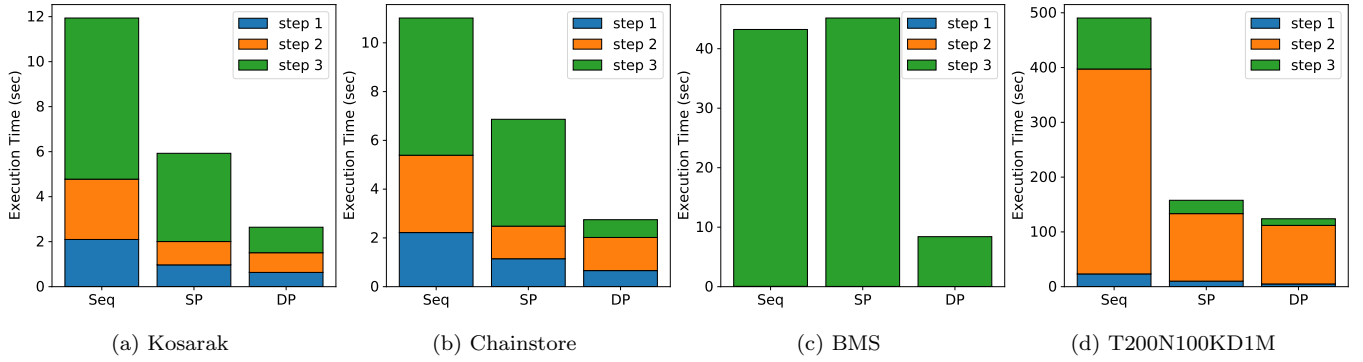 Execution Time (sec)
12
10
8
6
4
2
0
Seq
SP
DP
step 1
step 2
step 3
(a) Kosarak
Execution Time (sec)
10
8
6
4
2
0
Seq
SP
DP
step 1
step 2
step 3
(b) Chainstore
Execution Time (sec)
40
30
20
10
0
Seq
SP
DP
step 1
step 2
step 3
(c) BMS
Execution Time (sec)
500
400
300
200
100
0
Seq
SP
DP
step 1
step 2
step 3
(d) T200N100KD1M